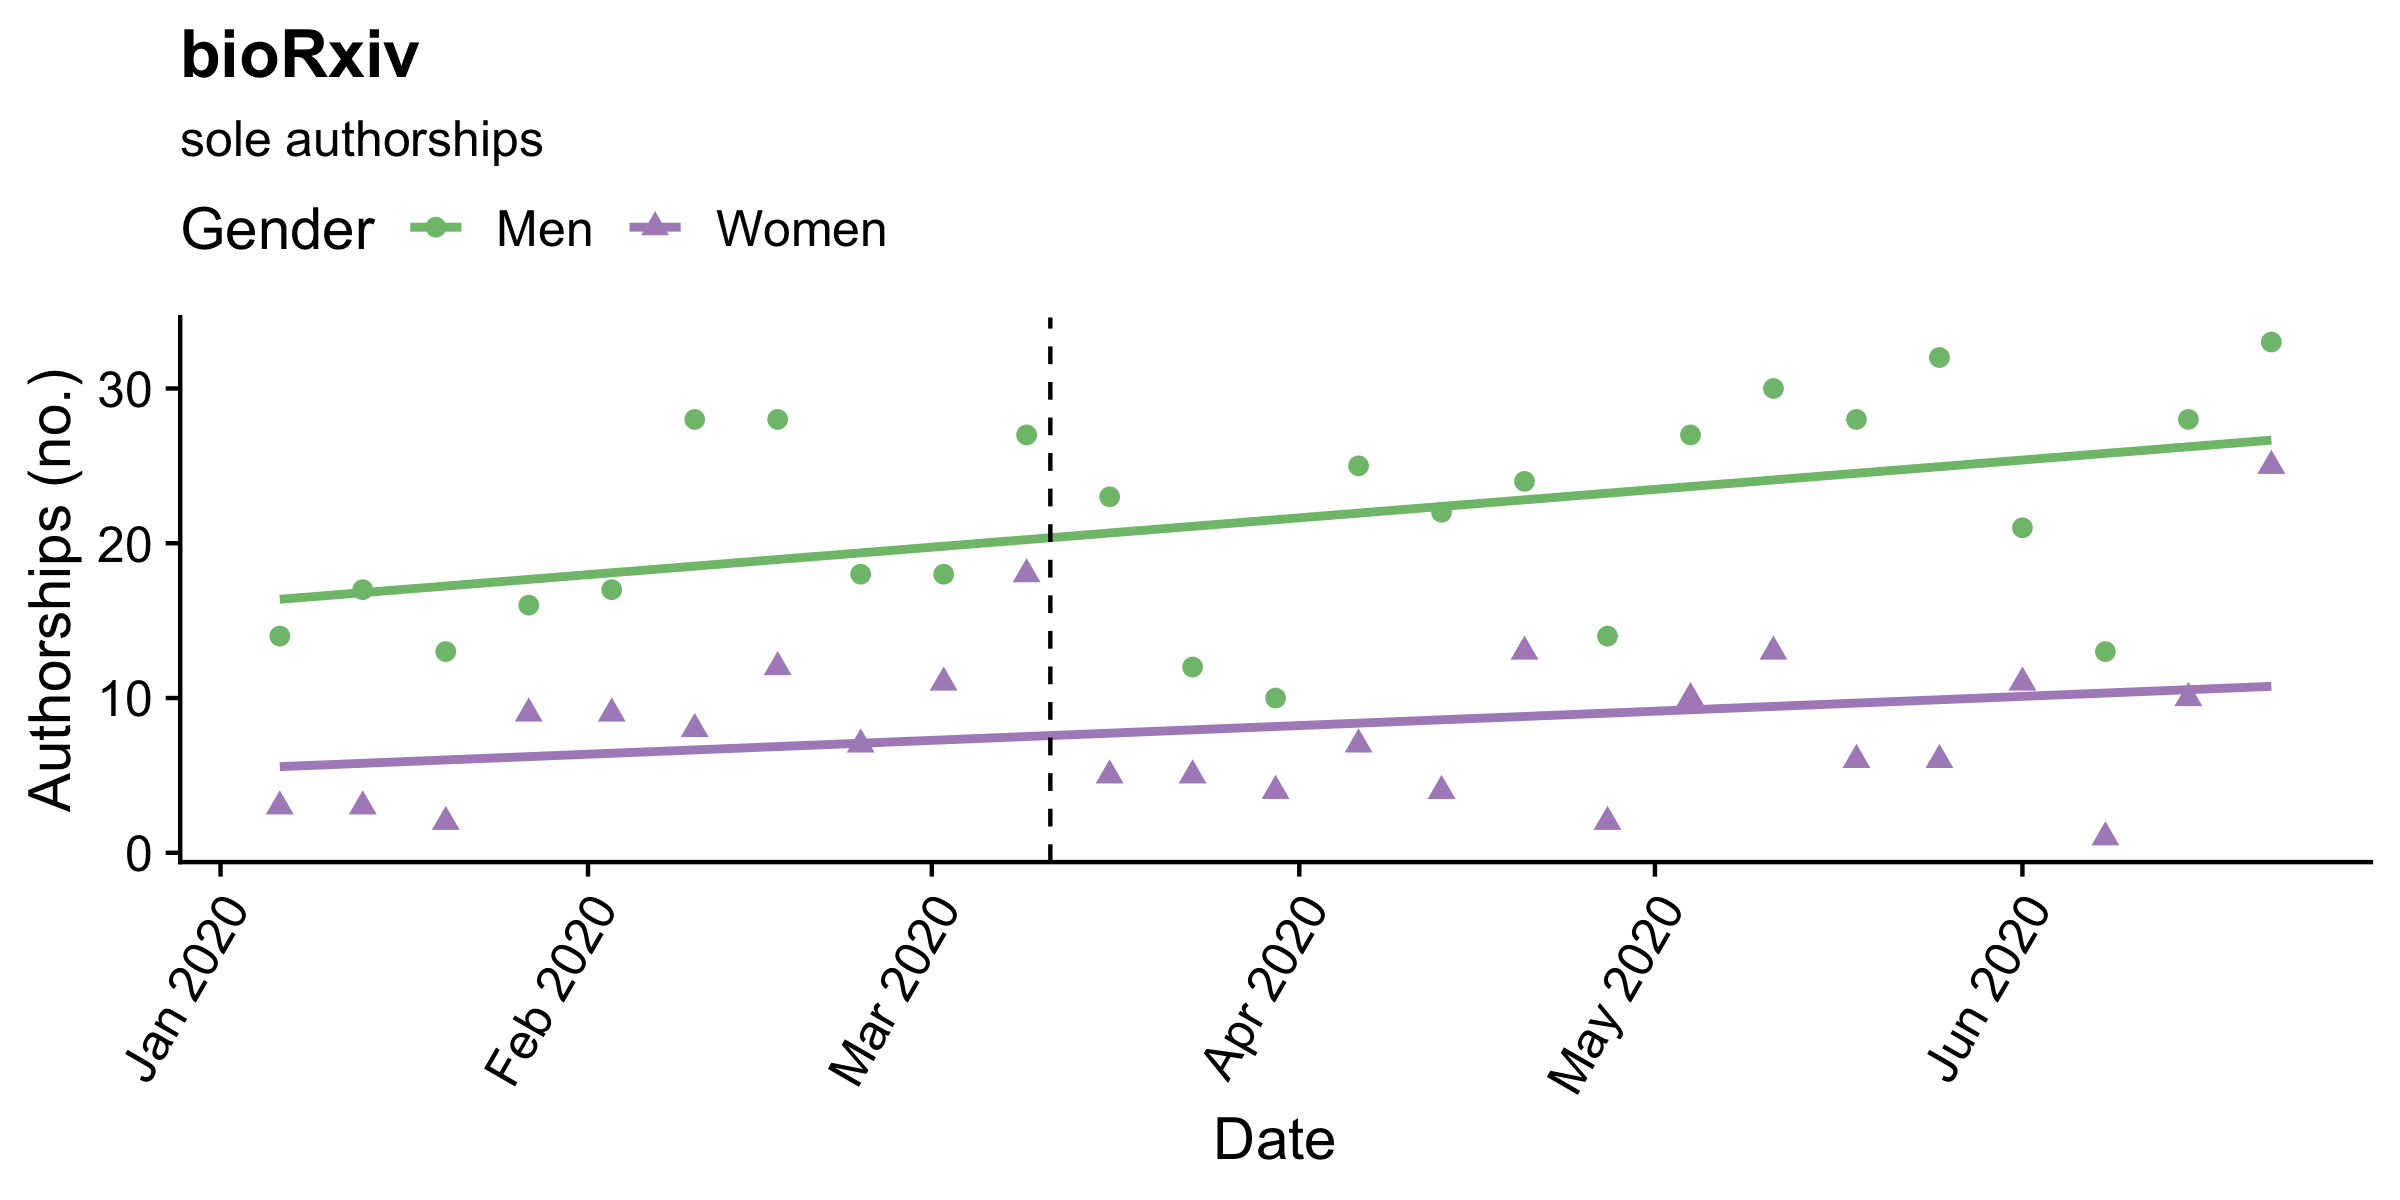 bioRxiv
sole authorships
Gender Men Women
Authorships (no.)
30
20
10
0
Jan 2020
Feb 2020
Mar 2020
Apr 2020
May 2020
Jun 2020
Date